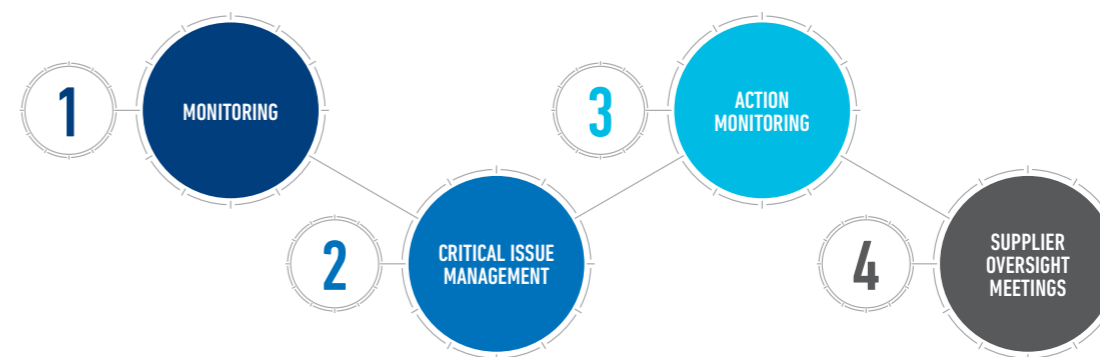 1
MONITORING
2
CRITICAL ISSUE
MANAGEMENT
3
ACTION
MONITORING
4
SUPPLIER
OVERSIGHT
MEETINGS